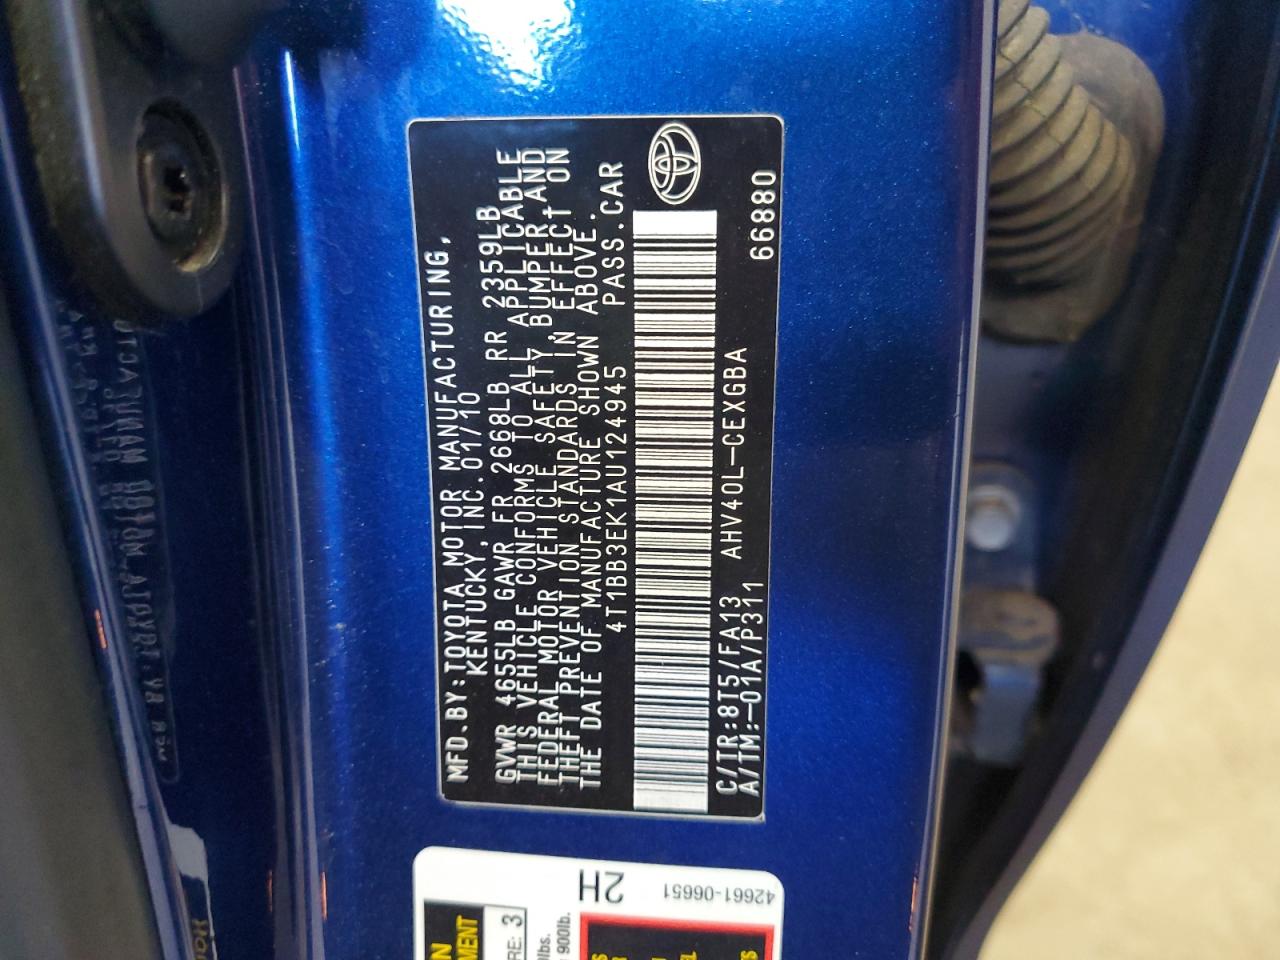 MFD.BY:TOYOTA MOTOR MANUFACTURING,
KENTUCKY,INC.01/10
GVWR 4655LB GAWR FR 2668LB RR 2359LB
THIS VEHICLE CONFORMS TO ALL APPLICABLE
FEDERAL MOTOR VEHICLE SAFETY,BUMPER,AND
THEFT PREVENTION STANDARDS IN EFFECT ON
THE DATE OF MANUFACTURE SHOWN ABOVE.
4T1BB3EK1AU124945 PASS.CAR
C/TR:8T5/FA13 AHV40L-CEXGBA
A/TM:-01A/P311 66880
42661-06651
2H